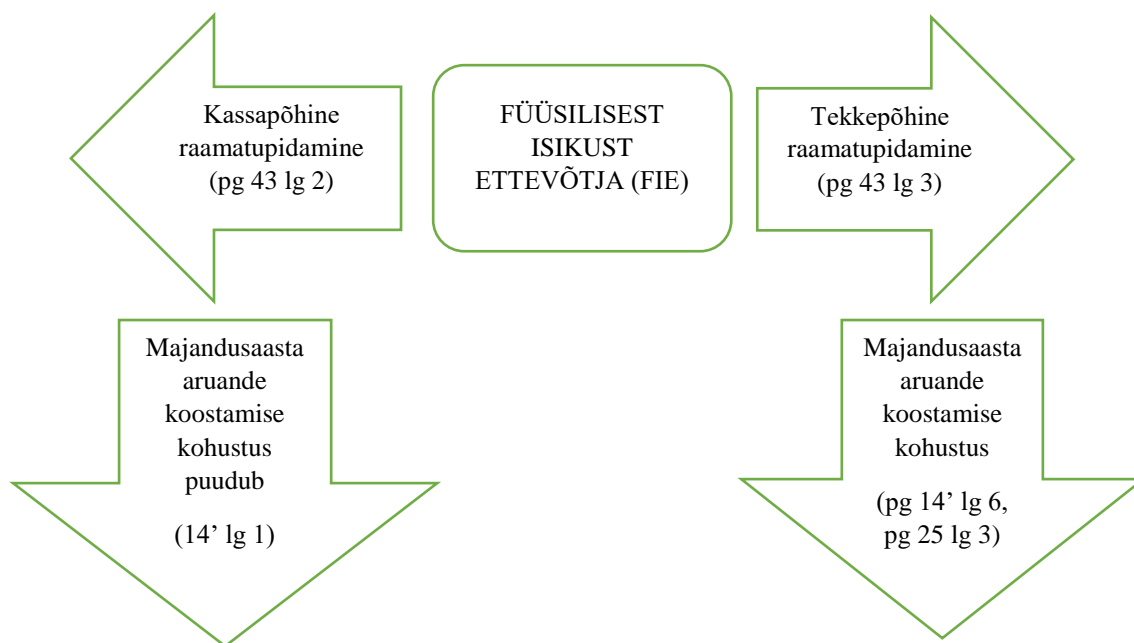 Kassapõhine
raamatupidamine
(pg 43 lg 2)
FÜÜSILISEST
ISIKUST
ETTEVÕTJA (FIE)
Tekkepõhine
raamatupidamine
(pg 43 lg 3)
Majandusaasta
aruande
koostamise
kohustus
puudub
(14’ lg 1)
Majandusaasta
aruande
koostamise
kohustus
(pg 14’ lg 6,
pg 25 lg 3)